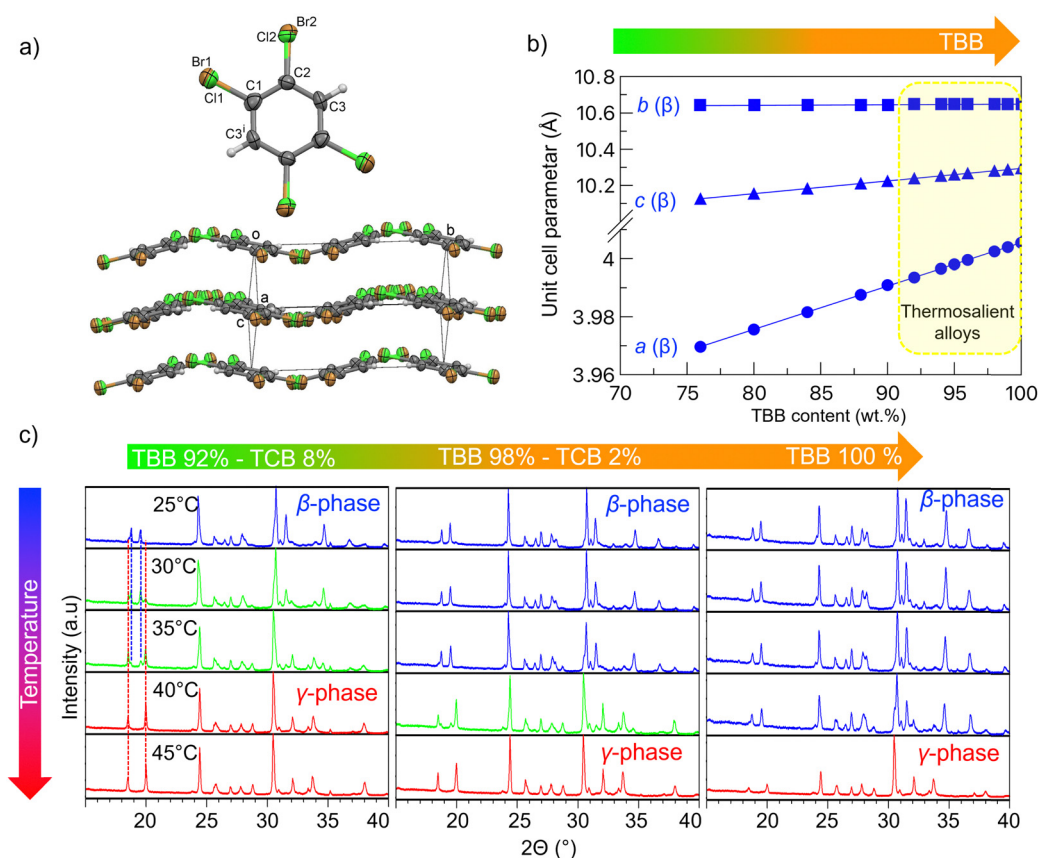 a)
Br2
Cl2
Br1
Cl1
C1
C2
C3
C3i
o
b
a
c
b)
TBB
10.8
10.6
10.4
10.2
4
3.98
3.96
Unit cell parametar (Å)
b (β)
c (β)
a (β)
Thermosalient
alloys
70 75 80 85 90 95 100
TBB content (wt.%)
c)
TBB 92% - TCB 8%
TBB 98% - TCB 2%
TBB 100 %
Temperature
Intensity (a.u)
25°C
β-phase
β-phase
β-phase
30°C
35°C
40°C
γ-phase
45°C
γ-phase
γ-phase
20 25 30 35 40
20 25 30 35 40
20 25 30 35 40
2Θ (°)